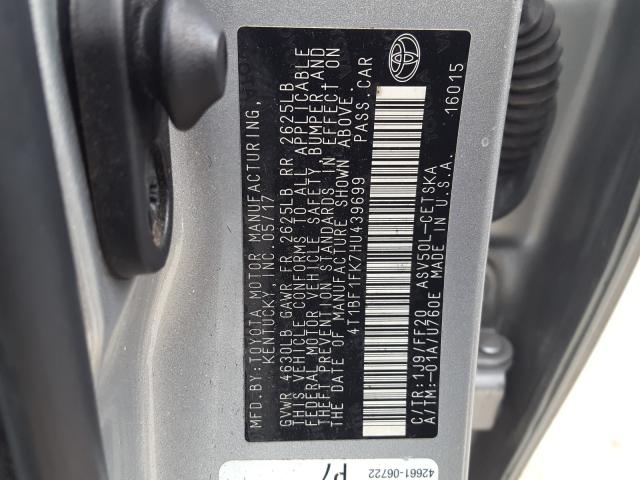 MFD.BY:TOYOTA MOTOR MANUFACTURING,
KENTUCKY, INC.05/17
GVWR 4630LB GAWR FR 2625LB RR 2625LB
THIS VEHICLE CONFORMS TO ALL APPLICABLE
FEDERAL MOTOR VEHICLE SAFETY, BUMPER AND
THEFT PREVENTION STANDARDS IN EFFECT ON
THE DATE OF MANUFACTURE SHOWN ABOVE.
4T1BF1FK7HU439699 PASS.CAR
C/TR:1J9/FF20 ASV50L-CETSKA
A/TM:-01A/U760E MADE IN U.S.A. 16015
42661-06722
P7